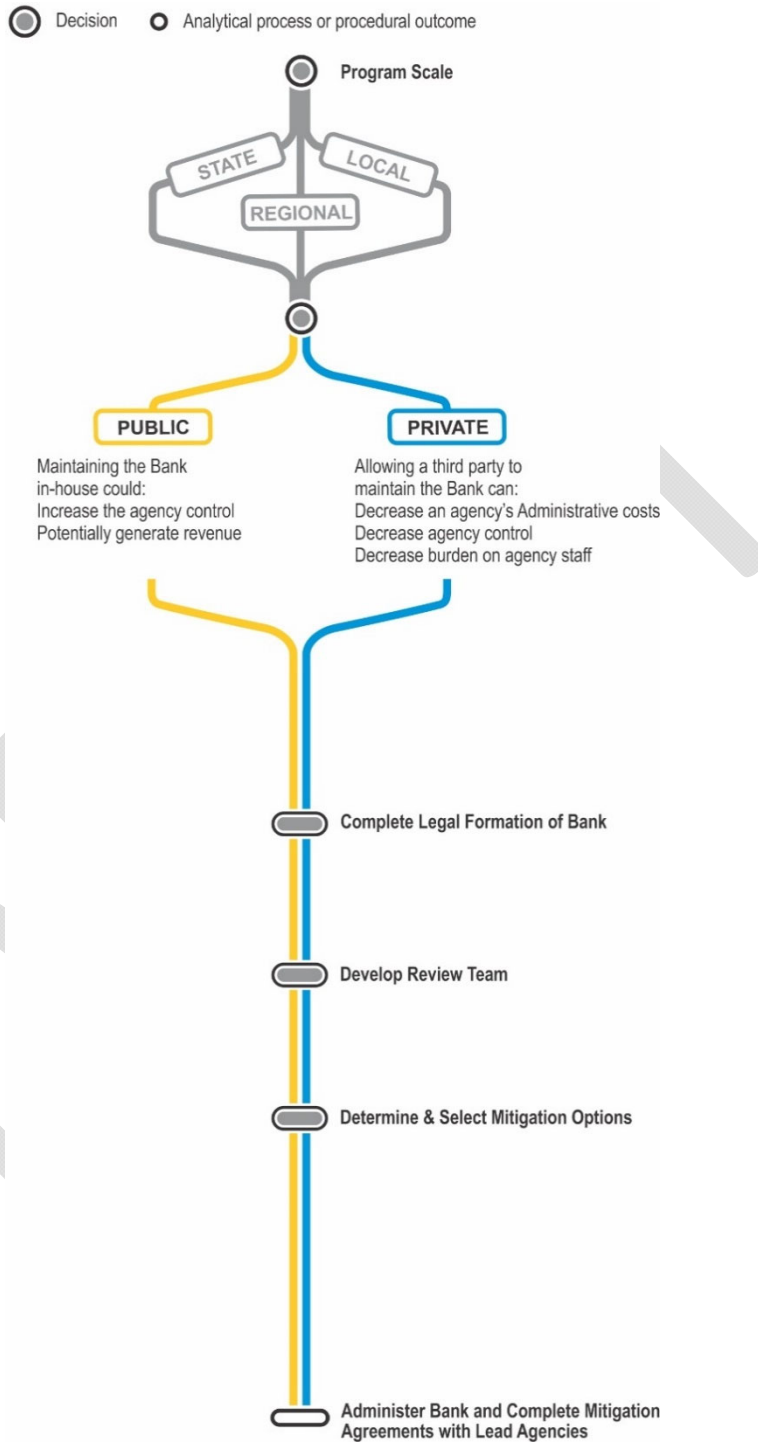 Decision
Analytical process or procedural outcome
Program Scale
STATE
LOCAL
REGIONAL
PUBLIC
Maintaining the Bank
in-house could:
Increase the agency control
Potentially generate revenue
PRIVATE
Allowing a third party to
maintain the Bank can:
Decrease an agency's Administrative costs
Decrease agency control
Decrease burden on agency staff
Complete Legal Formation of Bank
Develop Review Team
Determine & Select Mitigation Options
Administer Bank and Complete Mitigation
Agreements with Lead Agencies